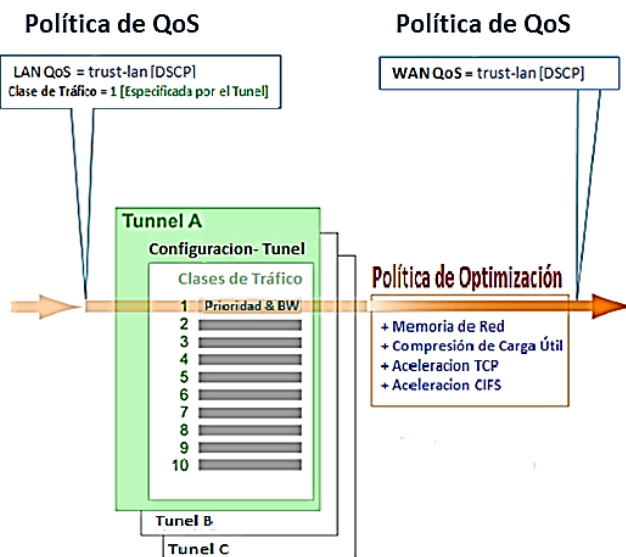 Política de QoS
Política de QoS
LAN QoS = trust-lan [DSCP]
Clase de Tráfico = 1 [Especificada por el Tunel]
WAN QoS = trust-lan [DSCP]
Tunnel A
Configuracion- Tunel
Clases de Tráfico
1 Prioridad & BW
2
3
4
5
6
7
8
9
10
Política de Optimización
+ Memoria de Red
+ Compresión de Carga Útil
+ Aceleracion TCP
+ Aceleracion CIFS
Tunel B
Tunel C